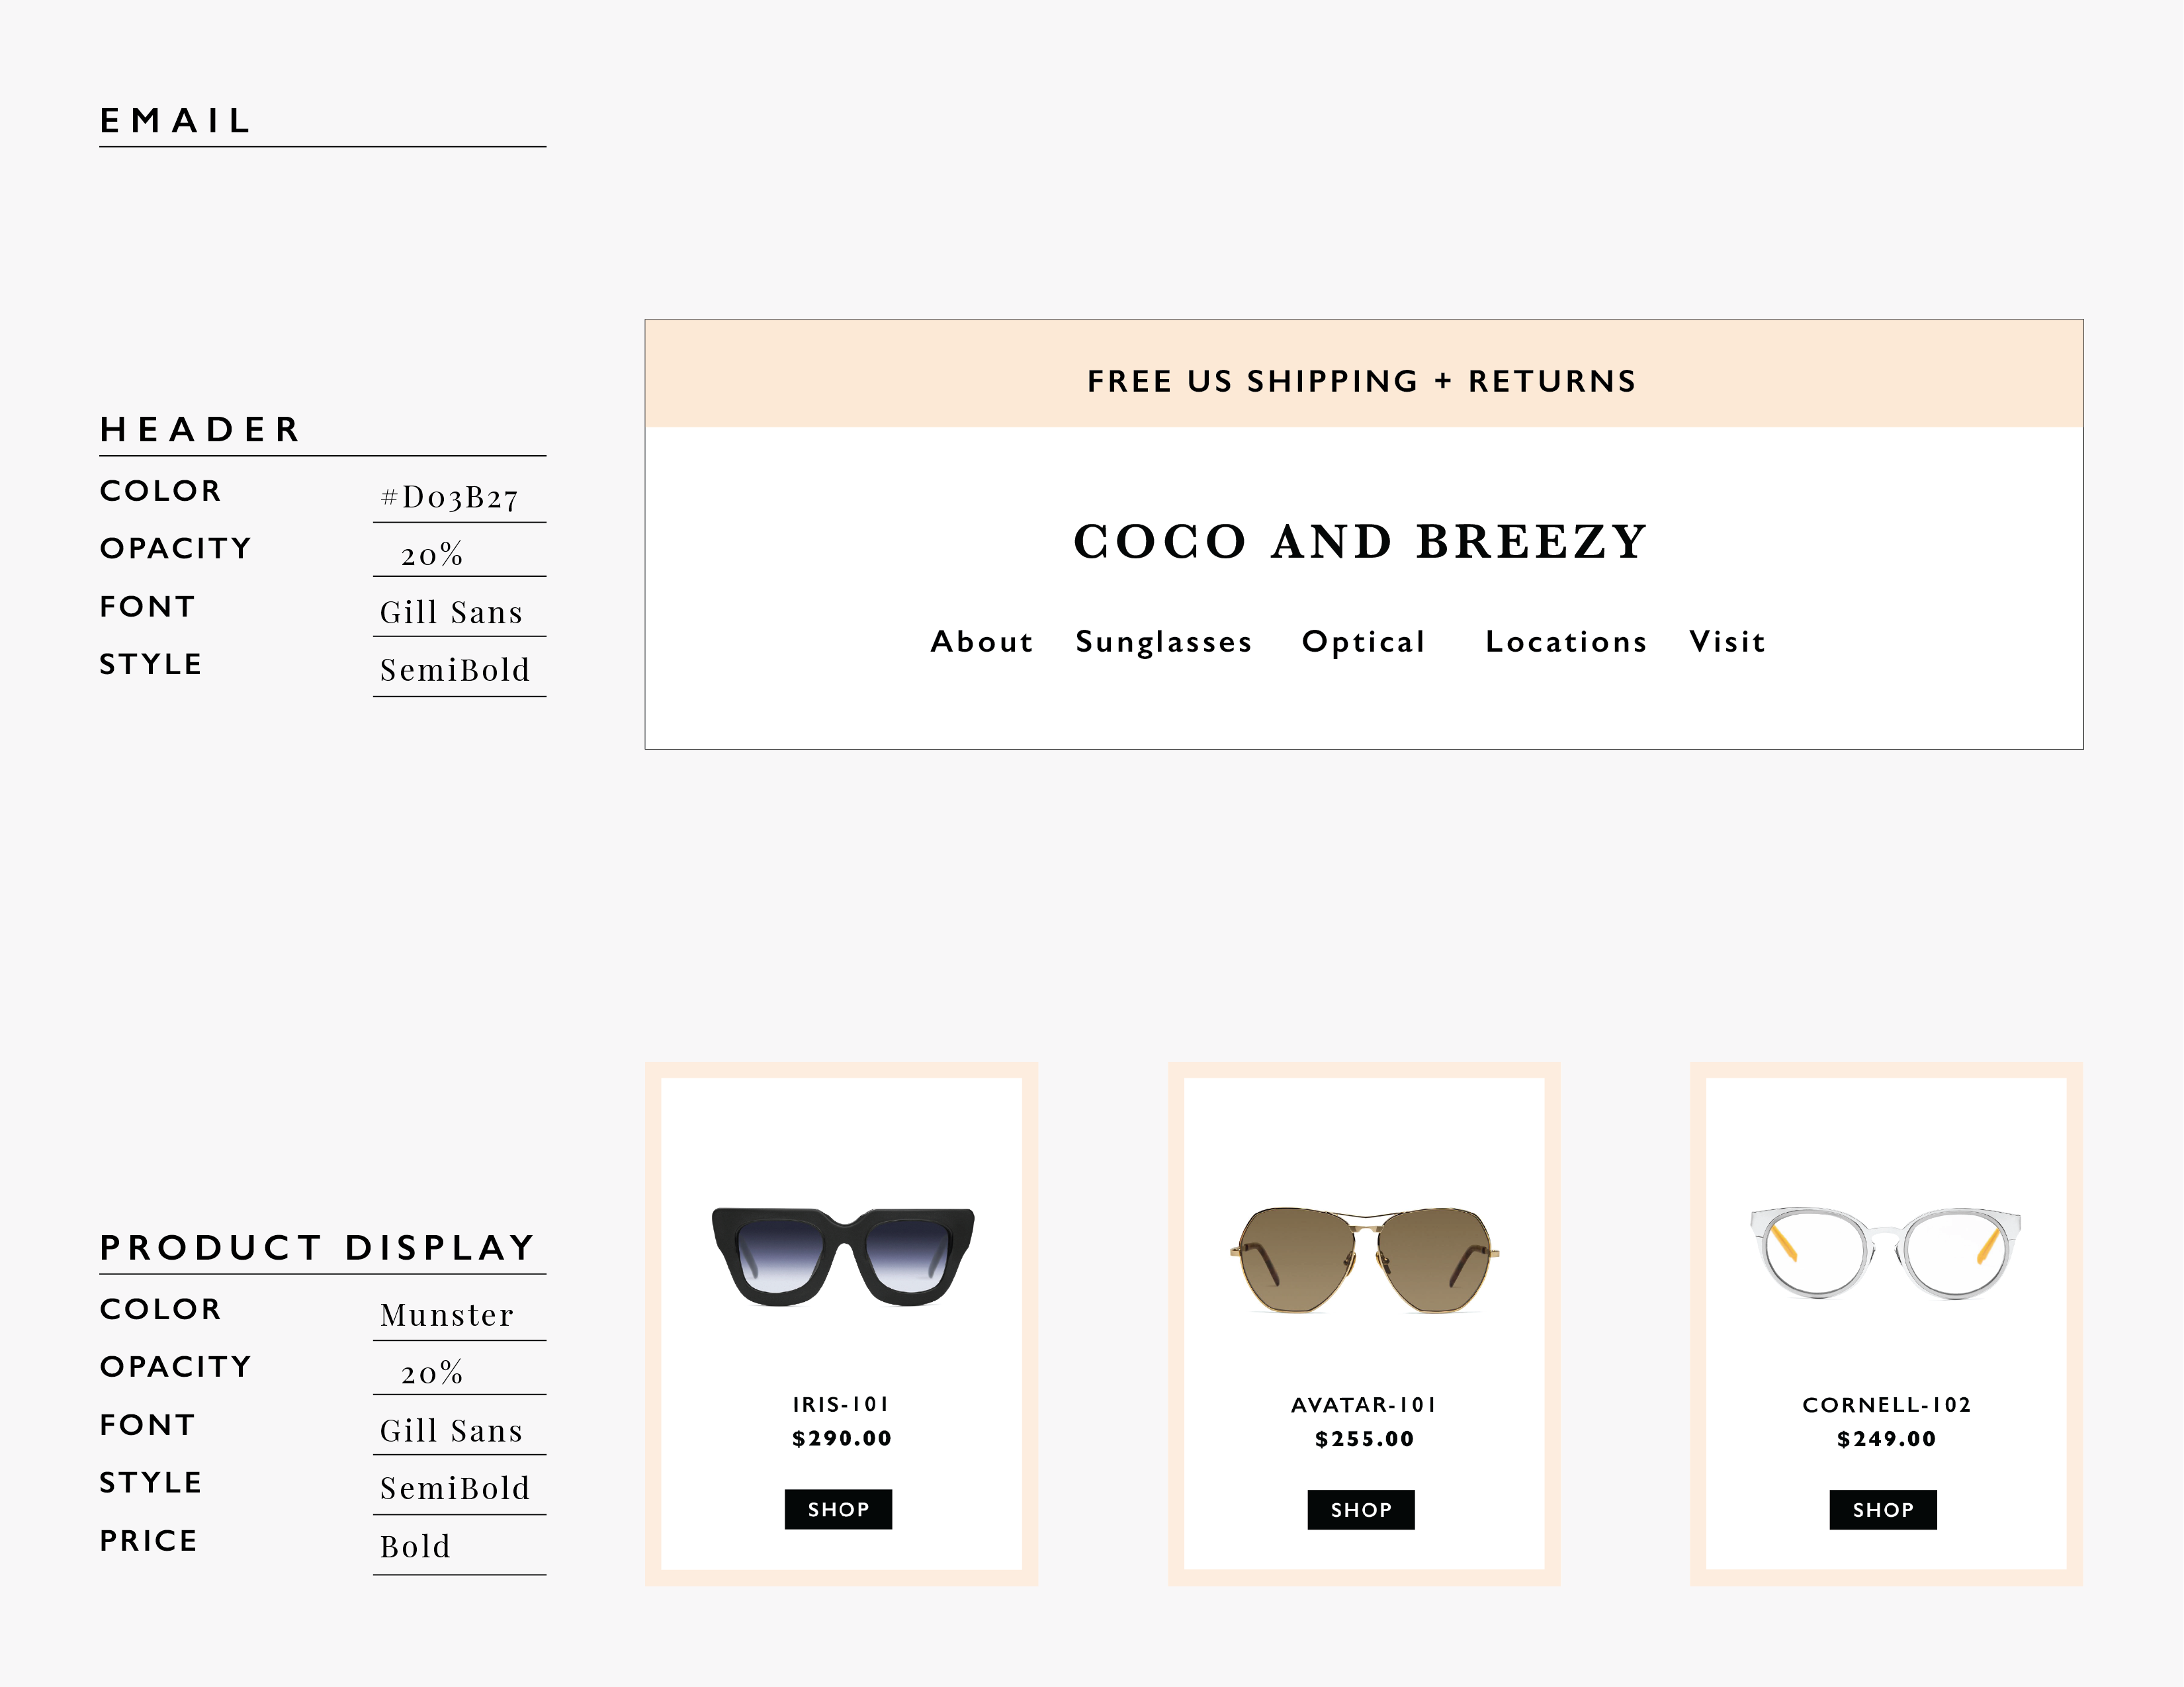 EMAIL
FREE US SHIPPING + RETURNS
HEADER
COLOR #D03B27
OPACITY 20%
FONT Gill Sans
STYLE SemiBold
COCO AND BREEZY
About Sunglasses Optical Locations Visit
PRODUCT DISPLAY
COLOR Munster
OPACITY 20%
FONT Gill Sans
STYLE SemiBold
PRICE Bold
IRIS-101
$290.00
SHOP
AVATAR-101
$255.00
SHOP
CORNELL-102
$249.00
SHOP